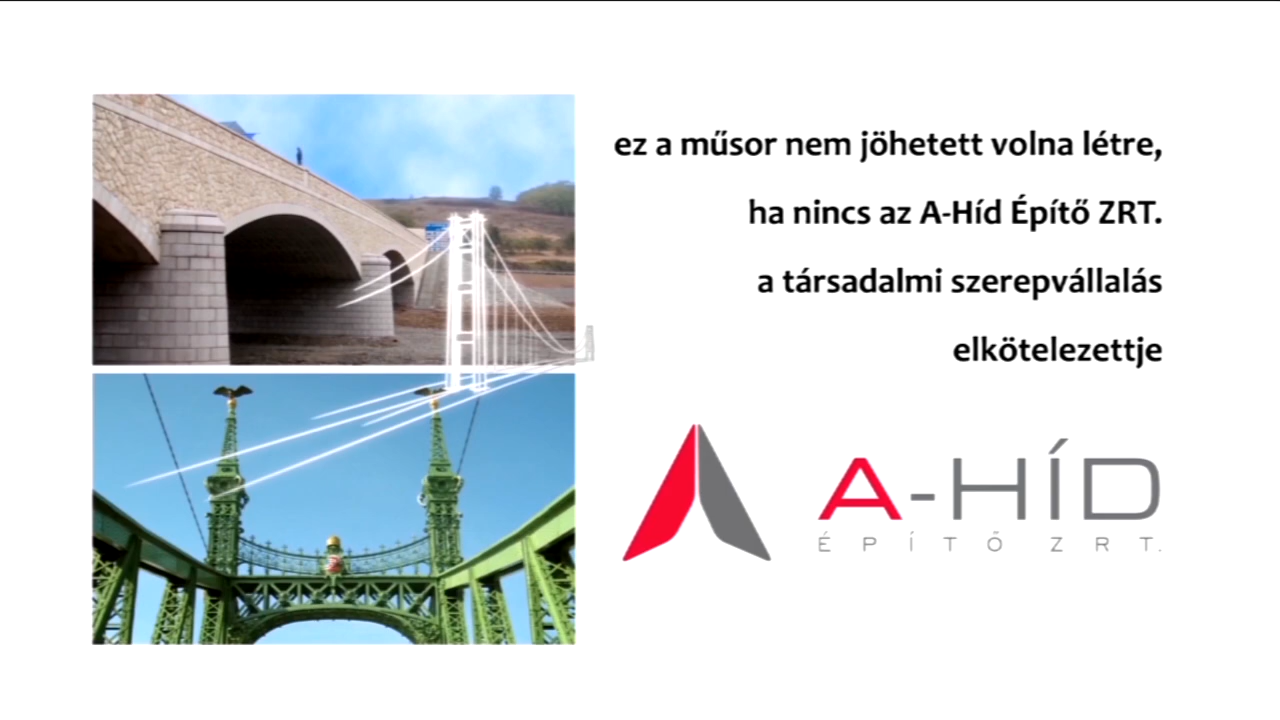 ez a műsor nem jöhetett volna létre,
ha nincs az A-Híd Építő ZRT.
a társadalmi szerepvállalás
elkötelezettje
A-HÍD
ÉPÍTŐ ZRT.